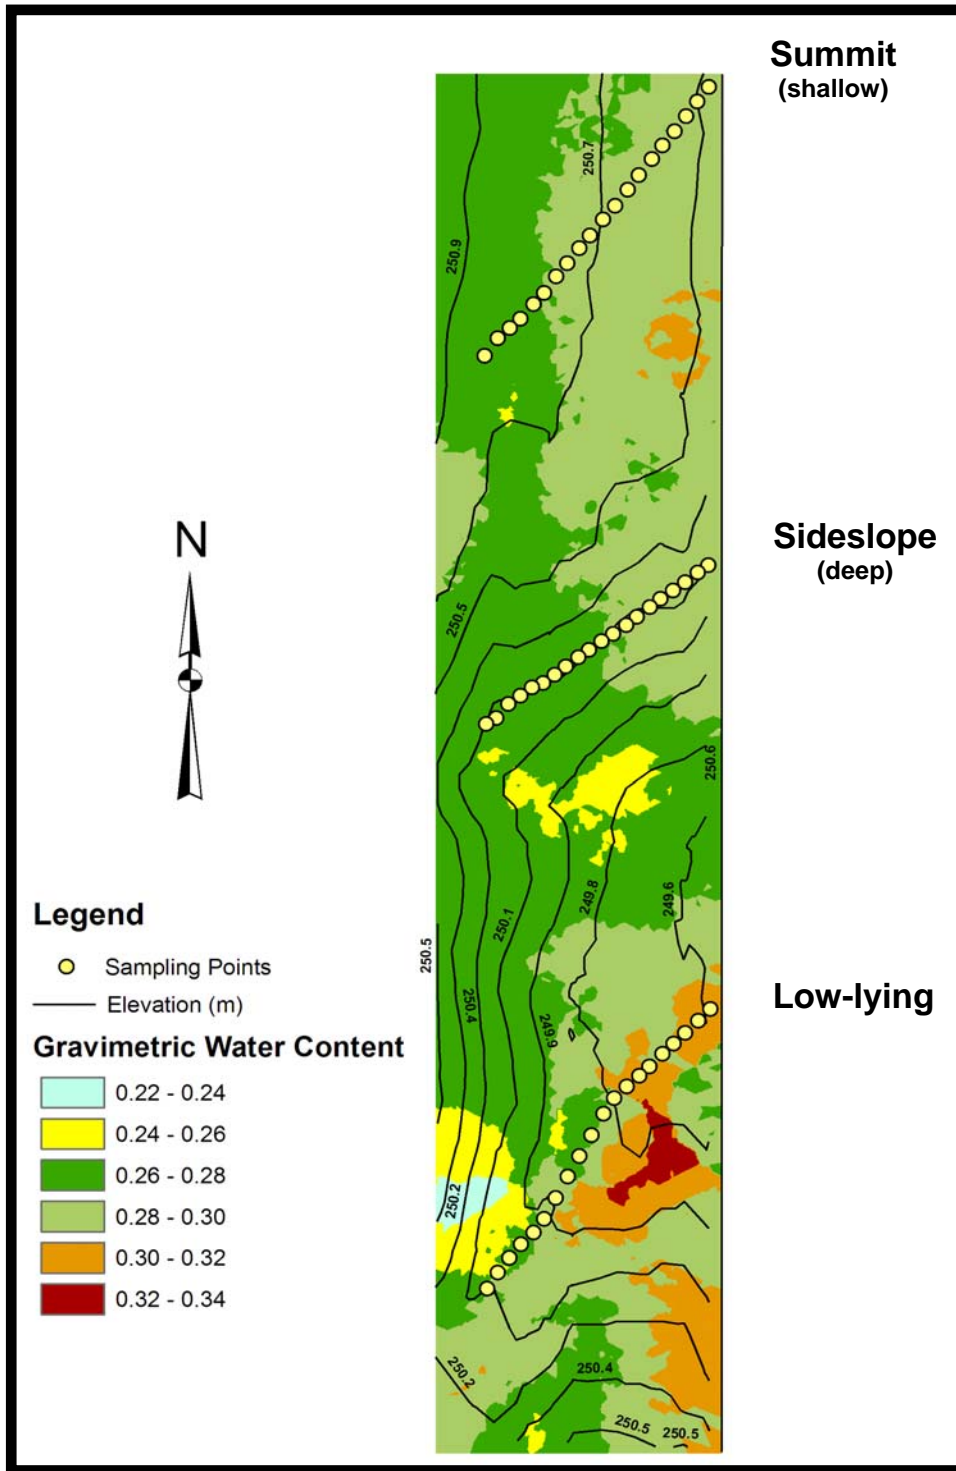 Summit
(shallow)
250.7
250.9
N
Sideslope
(deep)
250.5
250.6
249.8
249.6
250.1
250.5
250.4
249.9
Legend
Sampling Points
Elevation (m)
Low-lying
Gravimetric Water Content
0.22 - 0.24
0.24 - 0.26
0.26 - 0.28
0.28 - 0.30
0.30 - 0.32
0.32 - 0.34
250.2
250.2
250.4
250.5 250.5